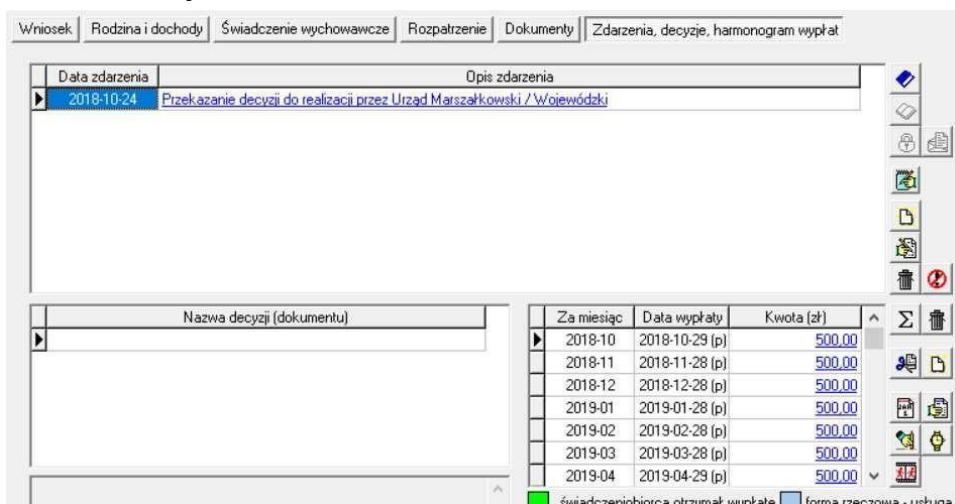 Wniosek Rodzina i dochody Świadczenie wychowawcze Rozpatrzenie Dokumenty Zdarzenia, decyzje, harmonogram wypłat
Data zdarzenia Opis zdarzenia
2018-10-24 Przekazanie decyzji do realizacji przez Urząd Marszałkowski / Wojewódzki
Nazwa decyzji (dokumentu)
Za miesiąc Data wypłaty Kwota (zł)
2018-10 2018-10-29 (p) 500,00
2018-11 2018-11-28 (p) 500,00
2018-12 2018-12-28 (p) 500,00
2019-01 2019-01-28 (p) 500,00
2019-02 2019-02-28 (p) 500,00
2019-03 2019-03-28 (p) 500,00
2019-04 2019-04-29 (p) 500,00
świadczeniobiorca otrzymał wypłatę forma rzeczowa - usługa